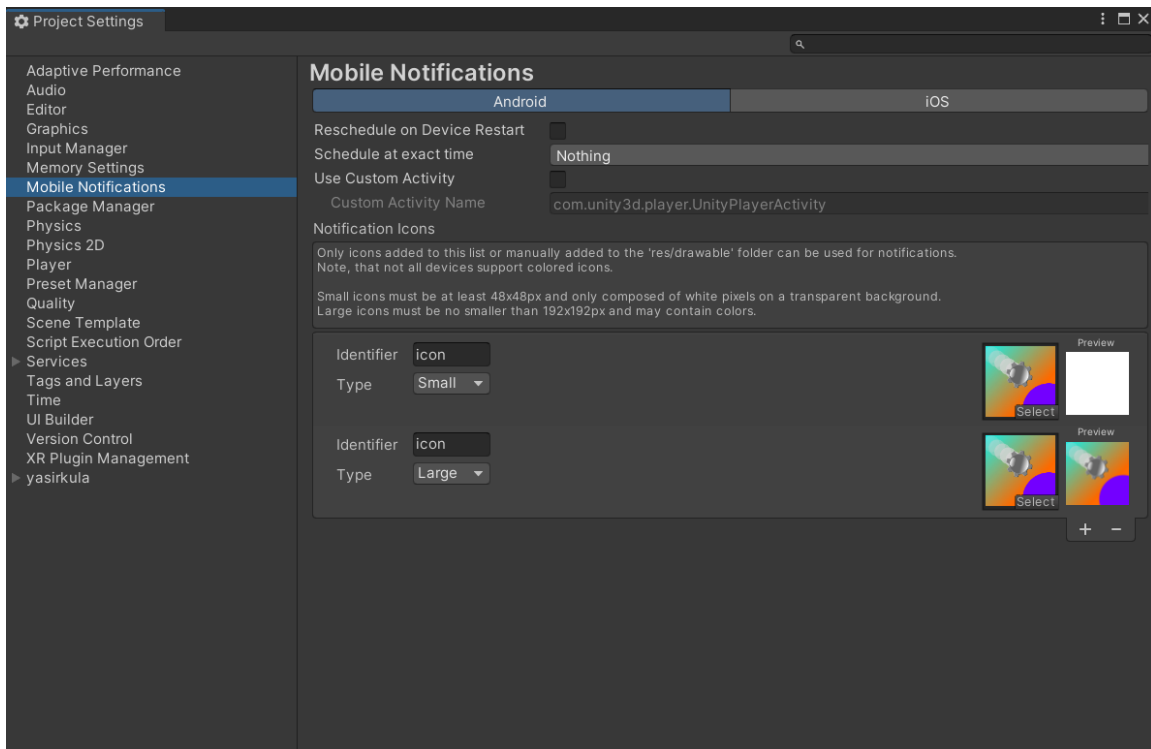 Project Settings
Adaptive Performance
Audio
Editor
Graphics
Input Manager
Memory Settings
Mobile Notifications
Package Manager
Physics
Physics 2D
Player
Preset Manager
Quality
Scene Template
Script Execution Order
Services
Tags and Layers
Time
UI Builder
Version Control
XR Plugin Management
yasirkula
Mobile Notifications
Android
iOS
Reschedule on Device Restart
Schedule at exact time
Nothing
Use Custom Activity
Custom Activity Name
com.unity3d.player.UnityPlayerActivity
Notification Icons
Only icons added to this list or manually added to the 'res/drawable' folder can be used for notifications.
Note, that not all devices support colored icons.
Small icons must be at least 48x48px and only composed of white pixels on a transparent background.
Large icons must be no smaller than 192x192px and may contain colors.
Identifier
icon
Type
Small
Select
Preview
Identifier
icon
Type
Large
Select
Preview
+ −